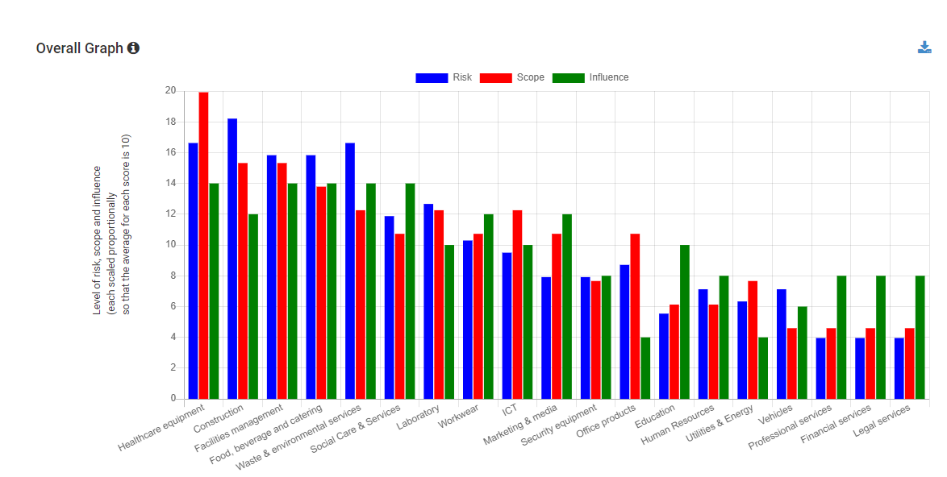 Overall Graph
Risk Scope Influence
Level of risk, scope and influence
(each scaled proportionally
so that the average for each score is 10)
20
18
16
14
12
10
8
6
4
2
0
Healthcare equipment
Construction
Facilities management
Food, beverage and catering
Waste & environmental services
Social Care & Services
Laboratory
Workwear
ICT
Marketing & media
Security equipment
Office products
Education
Human Resources
Utilities & Energy
Vehicles
Professional services
Financial services
Legal services